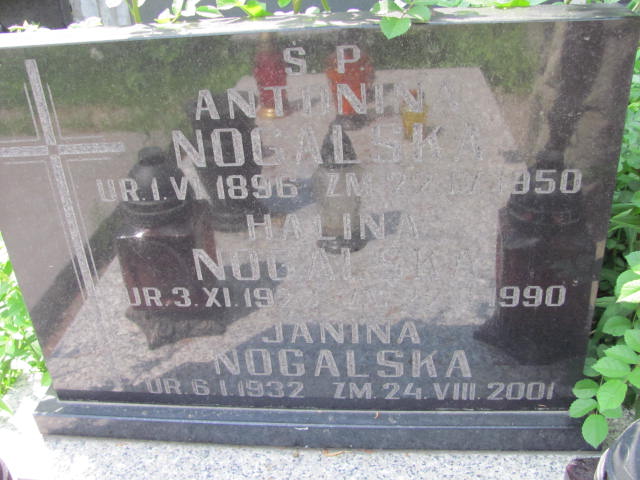 Ś. P.
ANTONINA
NOGALSKA
UR. 1. VI. 1896 ZM. 1950
HALINA
NOGALSKA
UR. 3. XI. 1990
JANINA
NOGALSKA
UR. 6. I. 1932 ZM. 24. VIII. 2001